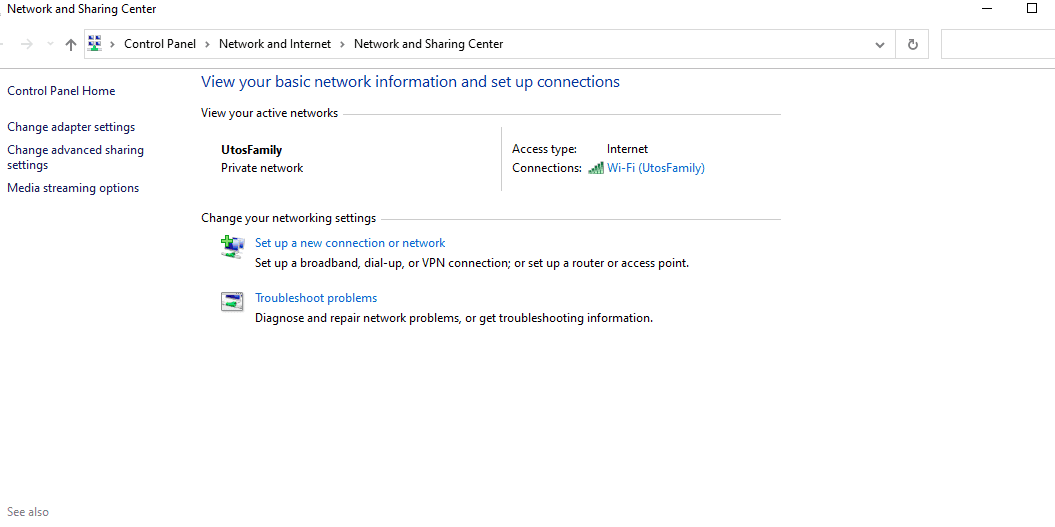 Network and Sharing Center
Control Panel > Network and Internet > Network and Sharing Center
Control Panel Home
Change adapter settings
Change advanced sharing
settings
Media streaming options
View your basic network information and set up connections
View your active networks
UtosFamily
Private network
Access type: Internet
Connections: Wi-Fi (UtosFamily)
Change your networking settings
Set up a new connection or network
Set up a broadband, dial-up, or VPN connection; or set up a router or access point.
Troubleshoot problems
Diagnose and repair network problems, or get troubleshooting information.
See also